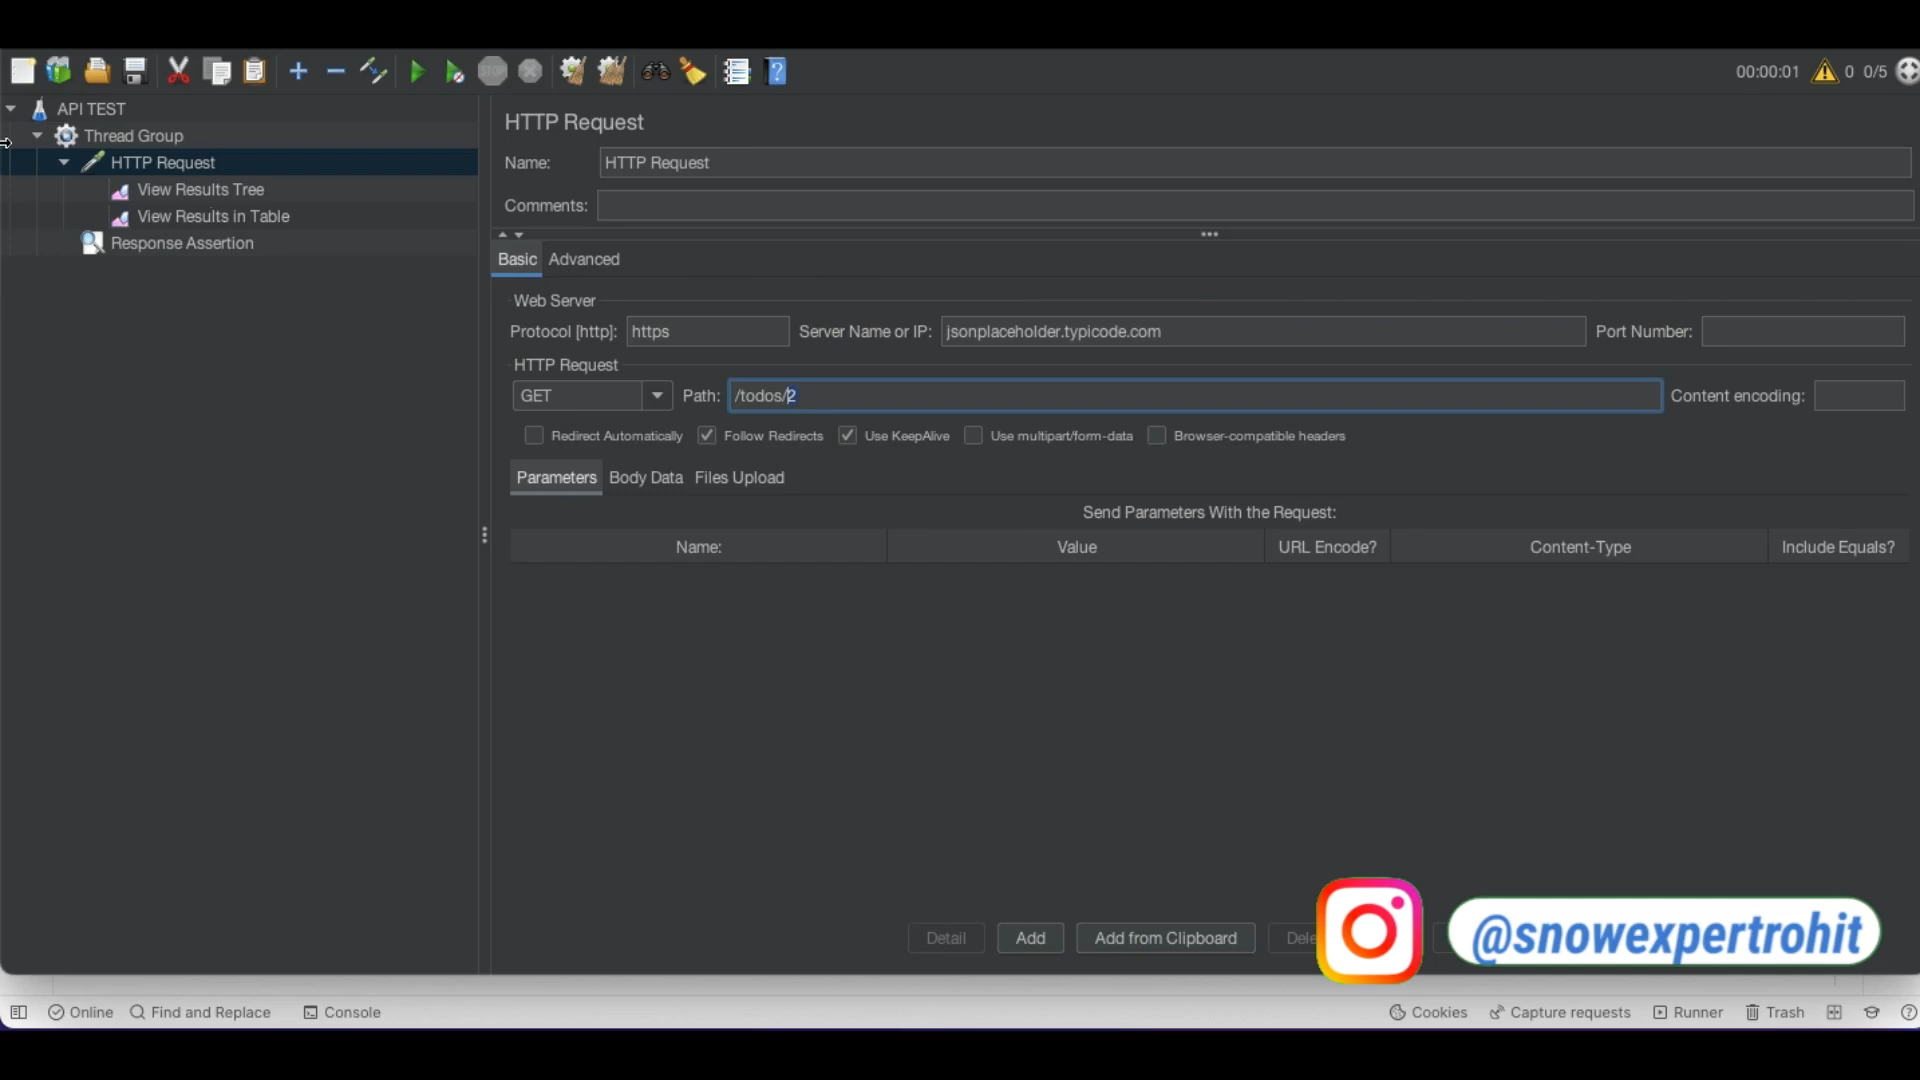 STOP
?
00:00:01
0
0/5
API TEST
Thread Group
HTTP Request
View Results Tree
View Results in Table
Response Assertion
HTTP Request
Name:
HTTP Request
Comments:
Basic
Advanced
Web Server
Protocol [http]:
https
Server Name or IP:
jsonplaceholder.typicode.com
Port Number:
HTTP Request
GET
Path:
/todos/2
Content encoding:
Redirect Automatically
Follow Redirects
Use KeepAlive
Use multipart/form-data
Browser-compatible headers
Parameters
Body Data
Files Upload
Send Parameters With the Request:
Name:
Value
URL Encode?
Content-Type
Include Equals?
Detail
Add
Add from Clipboard
Dele
@snowexpertrohit
Online
Find and Replace
Console
Cookies
Capture requests
Runner
Trash
?